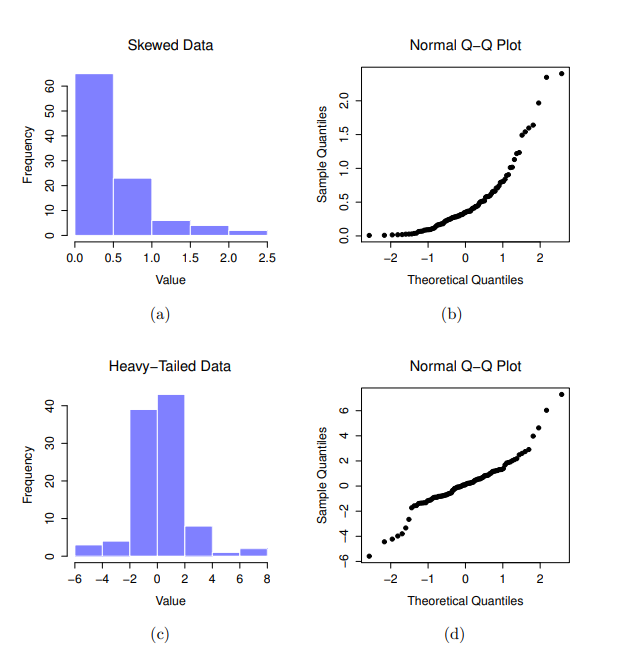 Skewed Data
Frequency
0 10 20 30 40 50 60
0.0 0.5 1.0 1.5 2.0 2.5
Value
(a)
Normal Q−Q Plot
Sample Quantiles
0.0 0.5 1.0 1.5 2.0
−2 −1 0 1 2
Theoretical Quantiles
(b)
Heavy−Tailed Data
Frequency
0 10 20 30 40
−6 −4 −2 0 2 4 6 8
Value
(c)
Normal Q−Q Plot
Sample Quantiles
−6 −4 −2 0 2 4 6
−2 −1 0 1 2
Theoretical Quantiles
(d)